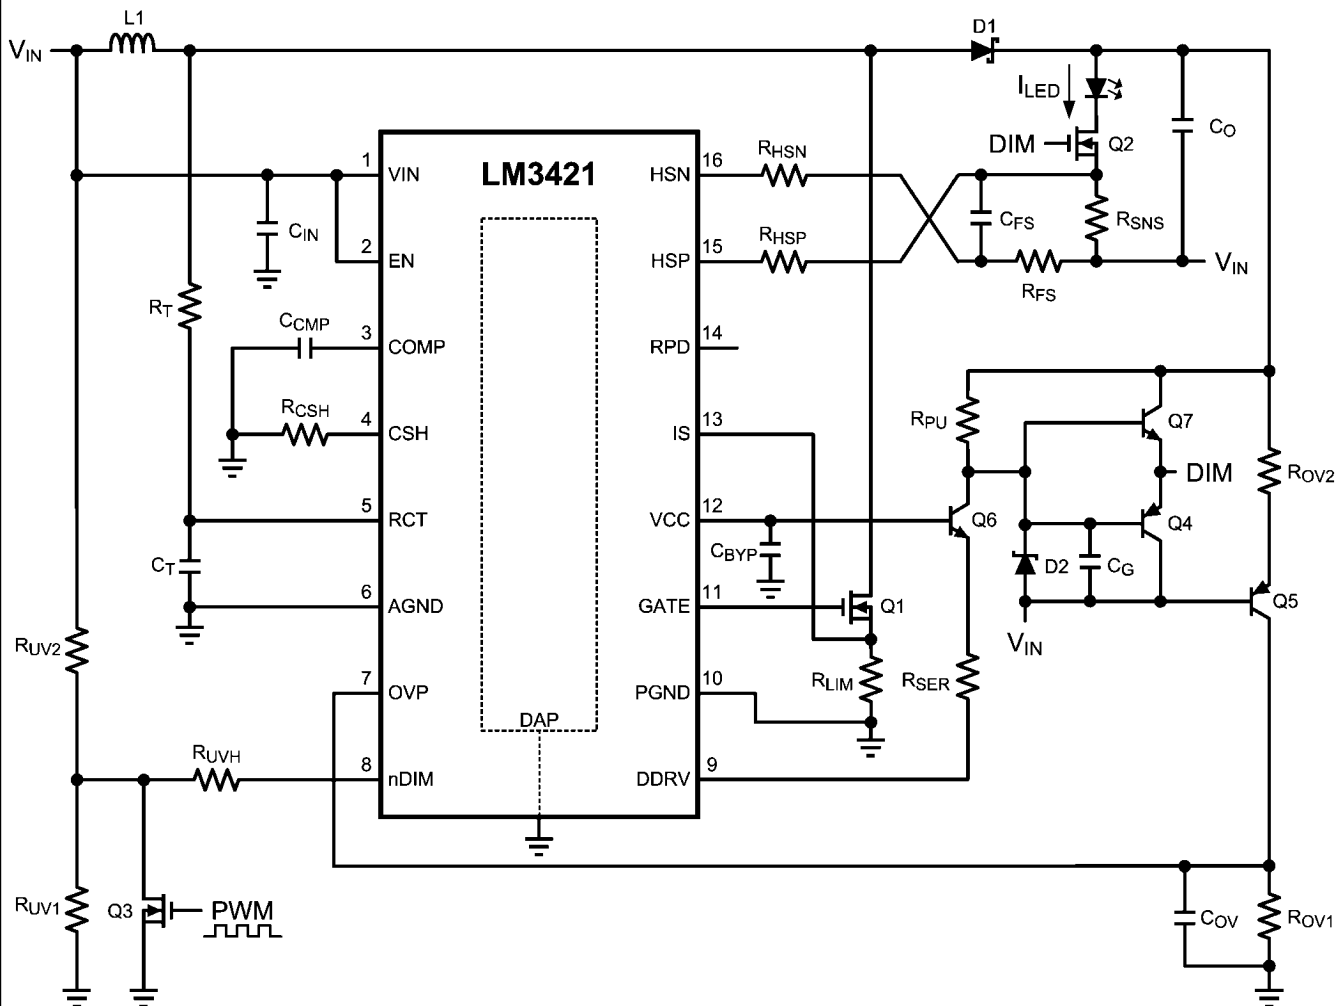 L1
D1
VIN
ILED
CO
DIM
Q2
RHSN
LM3421
1
VIN
HSN
16
CFS
RSNS
CIN
RHSP
2
EN
HSP
15
VIN
RFS
RT
CCMP
3
COMP
RPD
14
RCSH
4
CSH
IS
13
RPU
Q7
DIM
ROV2
5
RCT
VCC
12
Q6
Q4
CT
CBYP
D2
CG
6
AGND
GATE
11
Q1
Q5
VIN
RUV2
7
OVP
PGND
10
RLIM
RSER
DAP
RUVH
8
nDIM
DDRV
9
RUV1
Q3
PWM
COV
ROV1